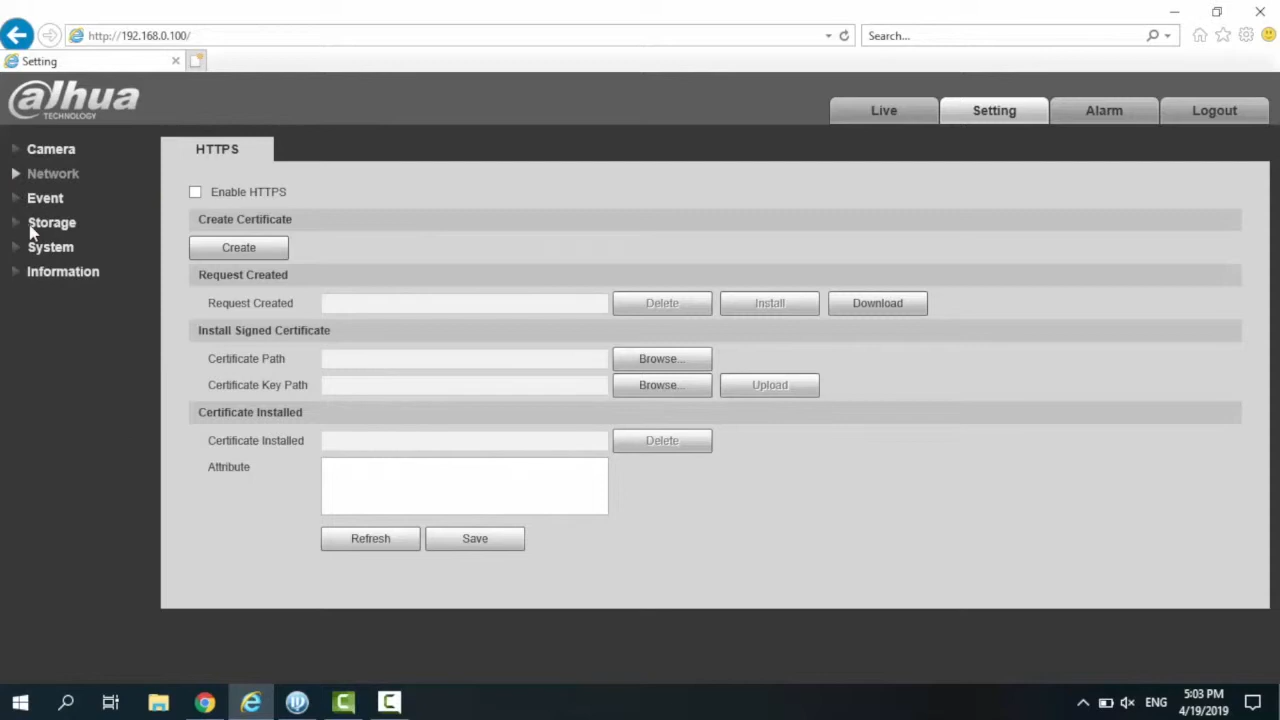 http://192.168.0.100/
Search...
Setting
alhua
TECHNOLOGY
Live
Setting
Alarm
Logout
Camera
Network
Event
Storage
System
Information
HTTPS
Enable HTTPS
Create Certificate
Create
Request Created
Request Created
Delete
Install
Download
Install Signed Certificate
Certificate Path
Browse...
Certificate Key Path
Browse...
Upload
Certificate Installed
Certificate Installed
Delete
Attribute
Refresh
Save
ENG
5:03 PM
4/19/2019